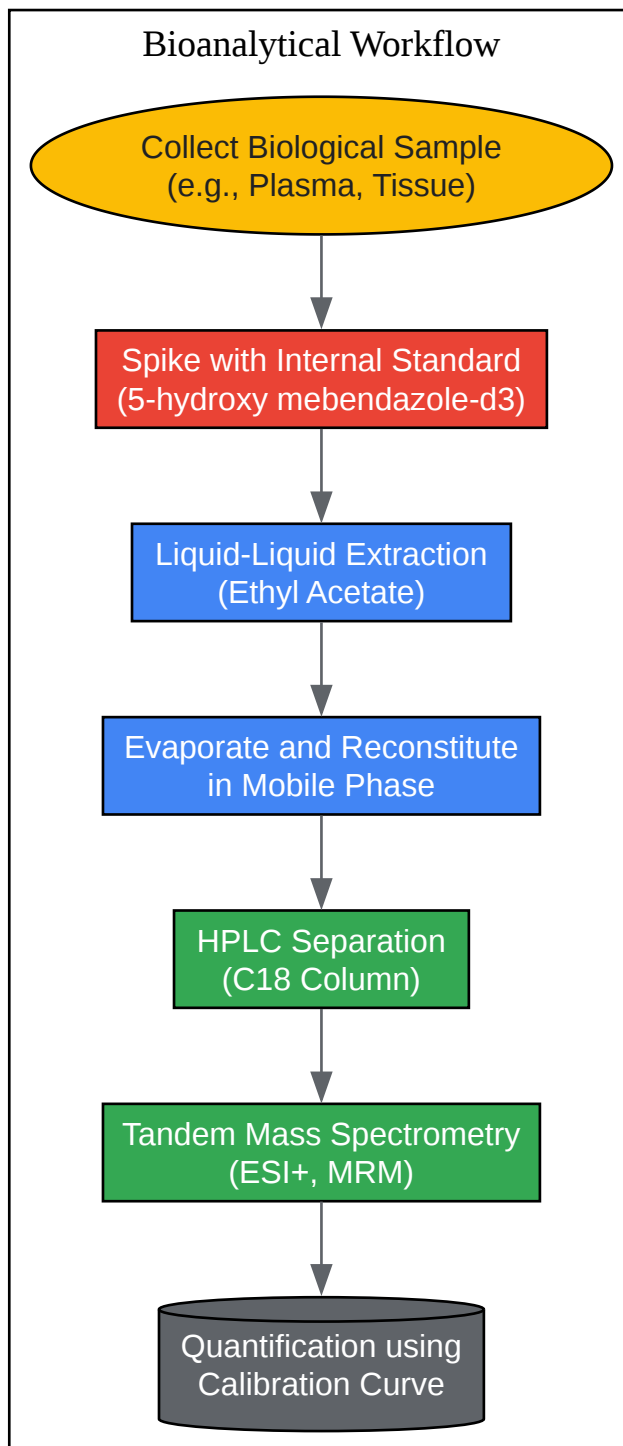 Bioanalytical Workflow
Collect Biological Sample
(e.g., Plasma, Tissue)
Spike with Internal Standard
(5-hydroxy mebendazole-d3)
Liquid-Liquid Extraction
(Ethyl Acetate)
Evaporate and Reconstitute
in Mobile Phase
HPLC Separation
(C18 Column)
Tandem Mass Spectrometry
(ESI+, MRM)
Quantification using
Calibration Curve